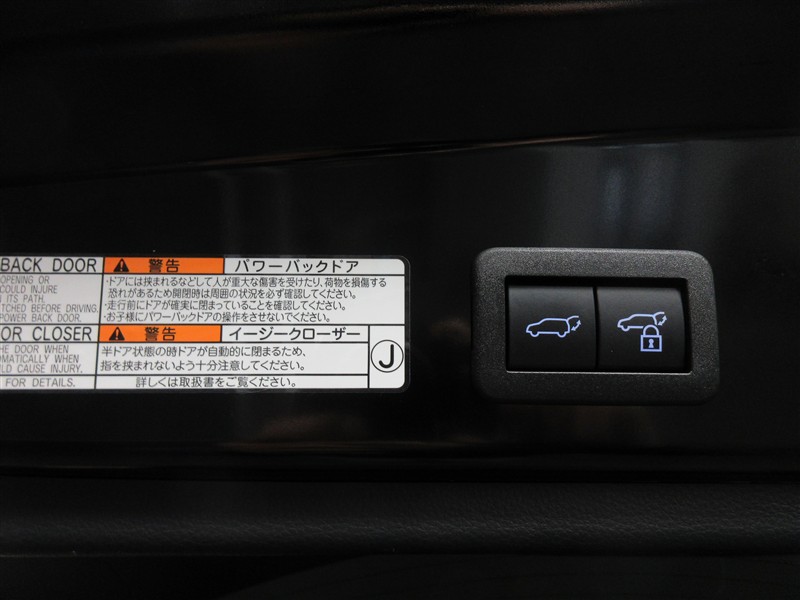 BACK DOOR
OPENING OR
COULD INJURE
N ITS PATH.
TCHED BEFORE DRIVING.
POWER BACK DOOR.
警告 パワーバックドア
・ドアには挟まれるなどして人が重大な傷害を受けたり、荷物を損傷する
恐れがあるため開閉時は周囲の状況を必ず確認してください。
・走行前にドアが確実に閉まっていることを確認してください。
・お子様にパワーバックドアの操作をさせないでください。
OR CLOSER
HE DOOR WHEN
OMATICALLY WHEN
LD CAUSE INJURY.
FOR DETAILS.
警告 イージークローザー
半ドア状態の時ドアが自動的に閉まるため、
指を挟まれないよう十分注意してください。
詳しくは取扱書をご覧ください。
J